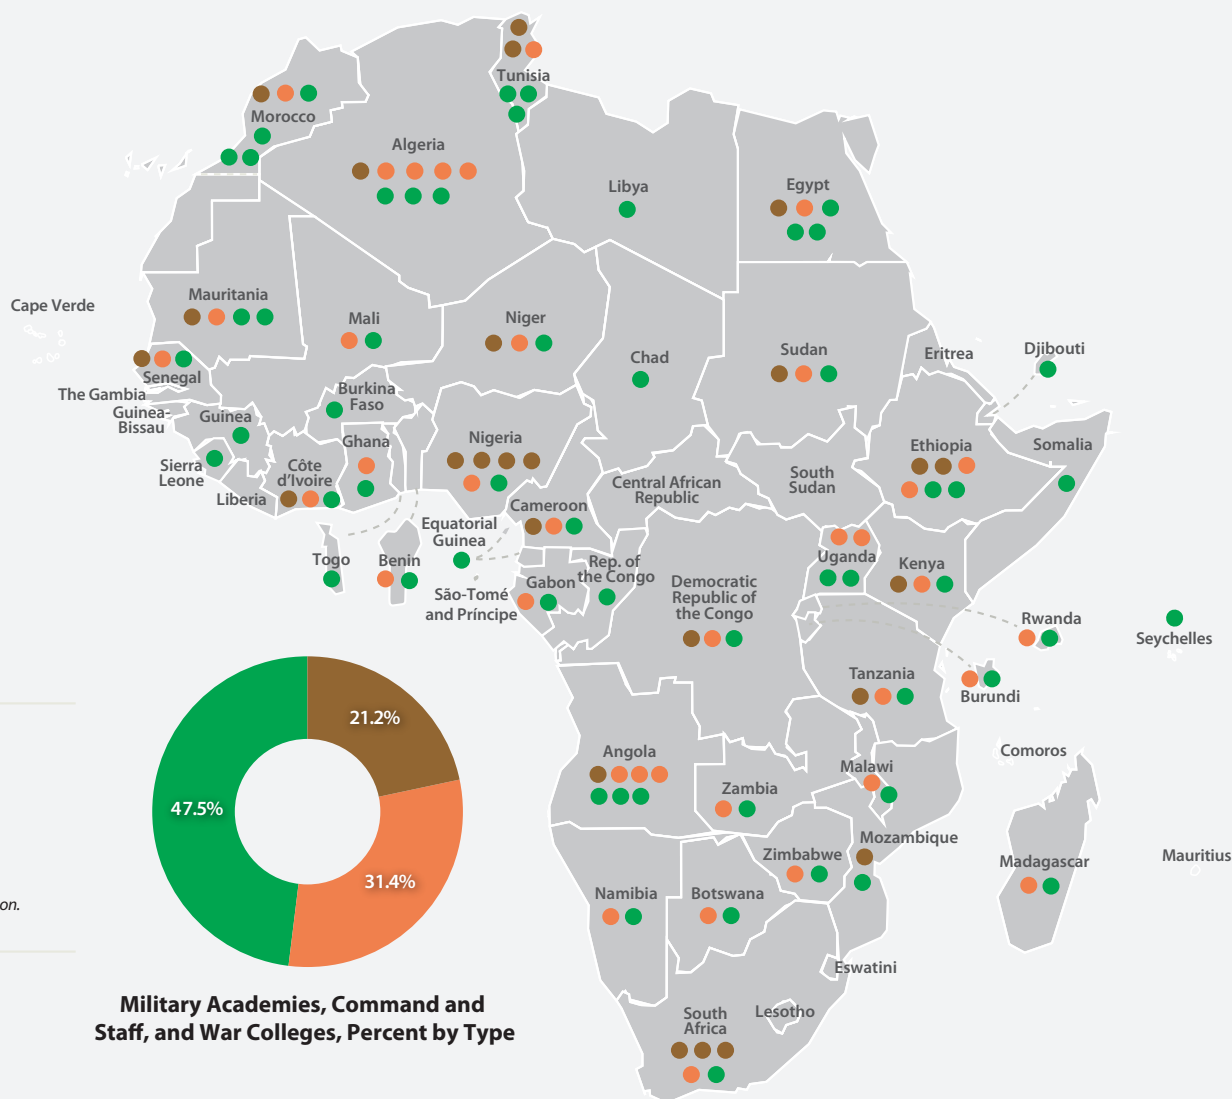 Tunisia
Morocco
Algeria
Libya
Egypt
Cape Verde
Mauritania
Mali
Niger
Chad
Sudan
Eritrea
Djibouti
Senegal
The Gambia
Guinea-
Bissau
Guinea
Burkina
Faso
Ghana
Nigeria
Ethiopia
Somalia
Sierra
Leone
Liberia
Côte
d’Ivoire
Cameroon
Central African
Republic
South
Sudan
Togo
Benin
Equatorial
Guinea
São-Tomé
and Príncipe
Gabon
Rep. of
the Congo
Democratic
Republic of
the Congo
Uganda
Kenya
Rwanda
Seychelles
Burundi
Tanzania
Comoros
Angola
Zambia
Malawi
Mozambique
Zimbabwe
Madagascar
Mauritius
Namibia
Botswana
Eswatini
Lesotho
South
Africa
21.2%
47.5%
31.4%
on.
Military Academies, Command and
Staff, and War Colleges, Percent by Type